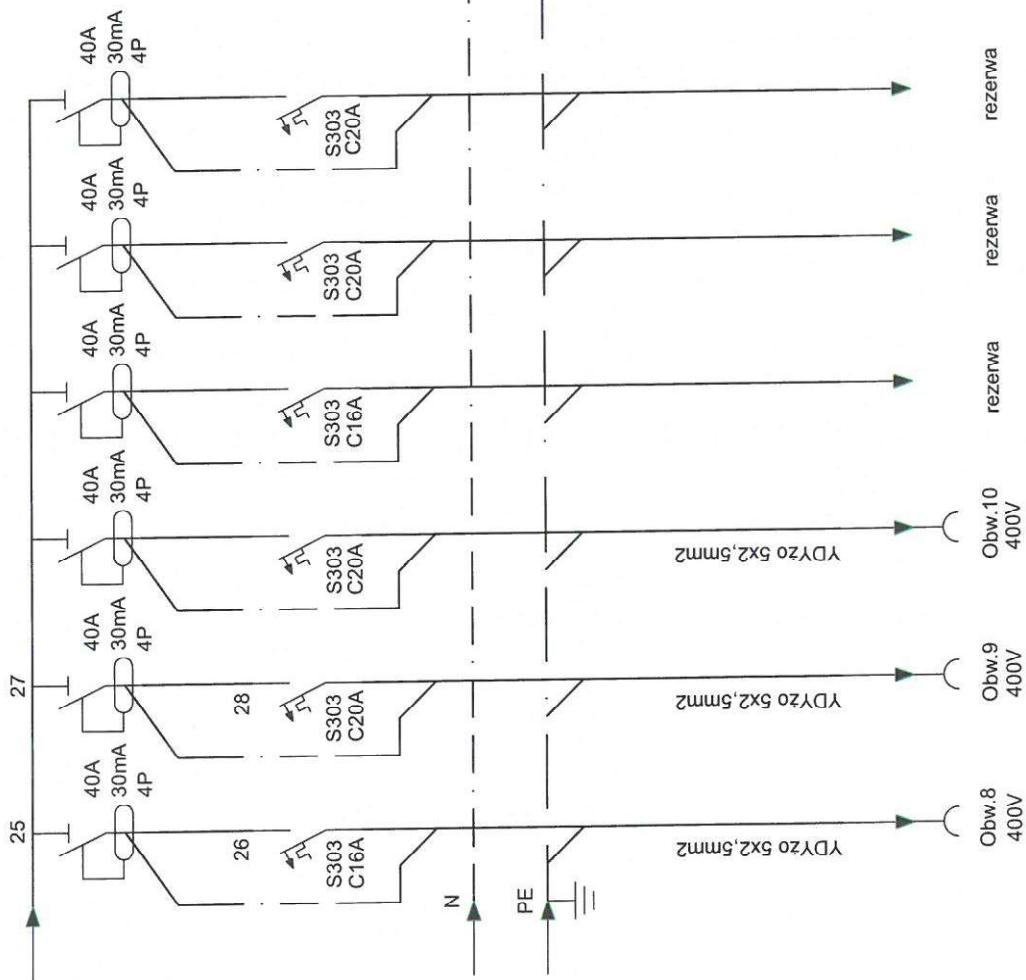 25
27
40A
30mA
4P
40A
30mA
4P
40A
30mA
4P
40A
30mA
4P
40A
30mA
4P
40A
30mA
4P
26
28
S303
C16A
S303
C20A
S303
C20A
S303
C16A
S303
C20A
S303
C20A
N
PE
YDYżo 5x2,5mm2
YDYżo 5x2,5mm2
YDYżo 5x2,5mm2
Obw.8
400V
Obw.9
400V
Obw.10
400V
rezerwa
rezerwa
rezerwa